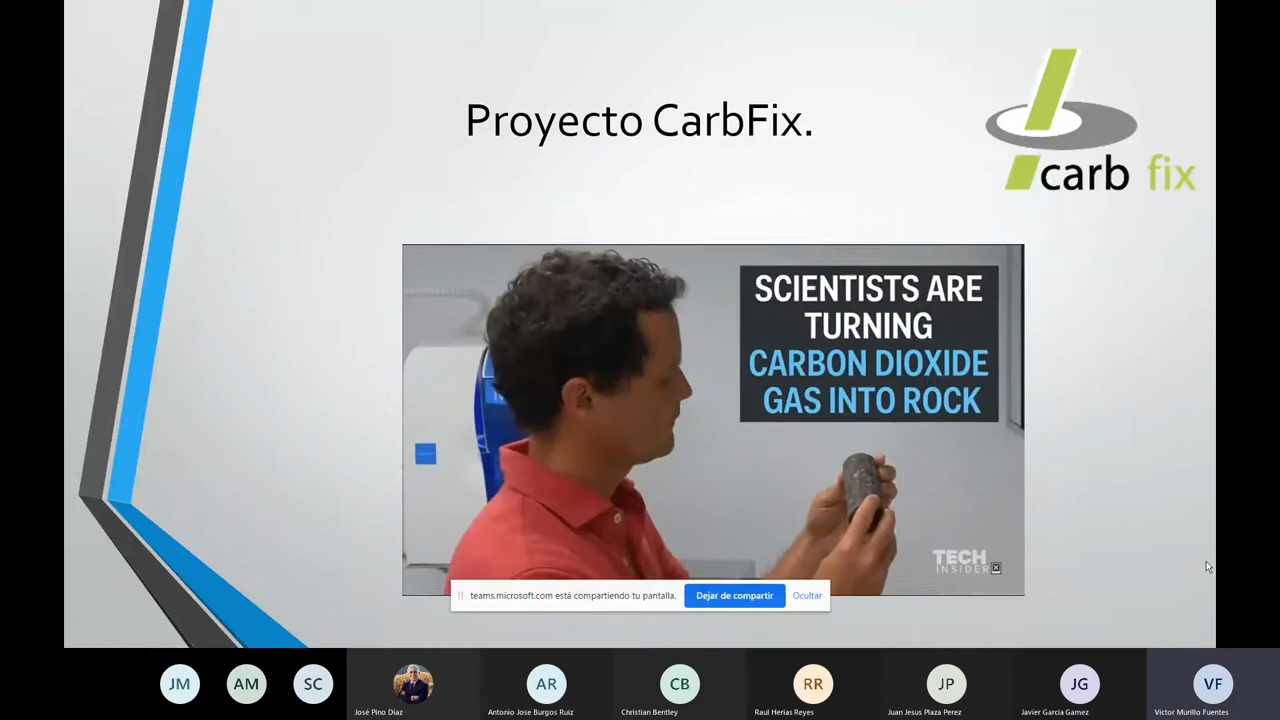 Proyecto CarbFix.
carb fix
SCIENTISTS ARE
TURNING
CARBON DIOXIDE
GAS INTO ROCK
TECH
INSIDER
teams.microsoft.com está compartiendo tu pantalla.
Dejar de compartir
Ocultar
JM
AM
SC
José Pino Díaz
AR
Antonio Jose Burgos Ruiz
CB
Christian Bentley
RR
Raul Herias Reyes
JP
Juan Jesus Plaza Perez
JG
Javier Garcia Gamez
VF
Victor Murillo Fuentes